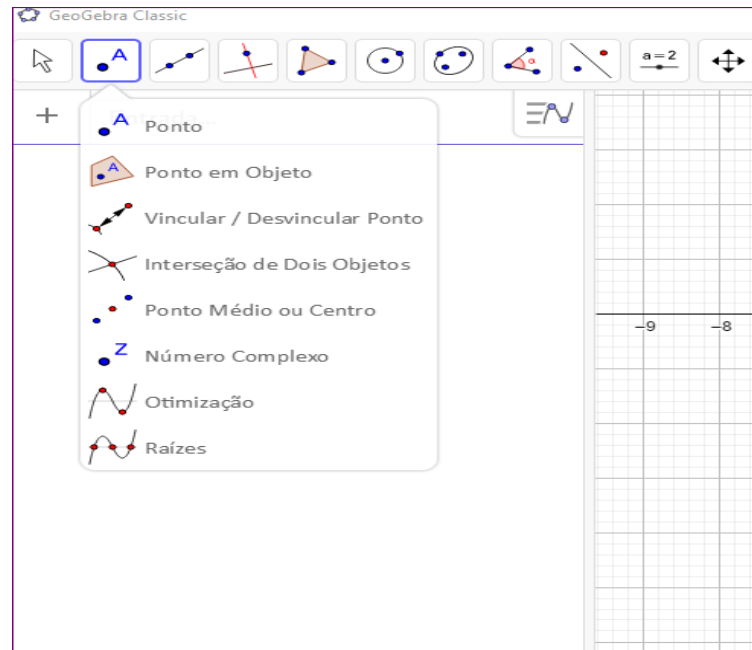 GeoGebra Classic
A
α
a=2
+
A Ponto
A Ponto em Objeto
Vincular / Desvincular Ponto
Interseção de Dois Objetos
Ponto Médio ou Centro
Z Número Complexo
Otimização
Raízes
−9 −8